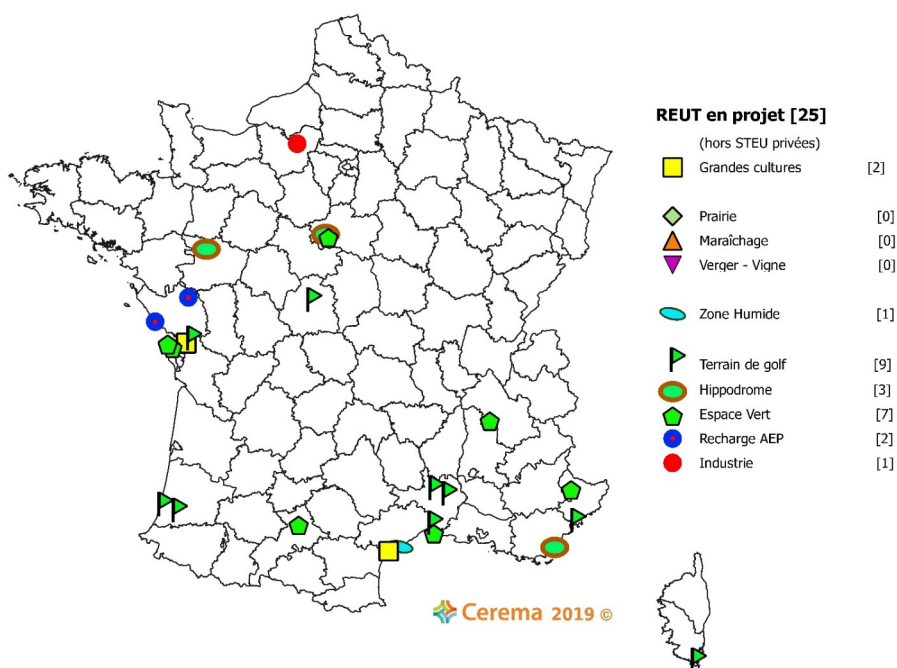 REUT en projet [25]
(hors STEU privées)
Grandes cultures [2]
Prairie [0]
Maraîchage [0]
Verger - Vigne [0]
Zone Humide [1]
Terrain de golf [9]
Hippodrome [3]
Espace Vert [7]
Recharge AEP [2]
Industrie [1]
Cerema 2019 ©